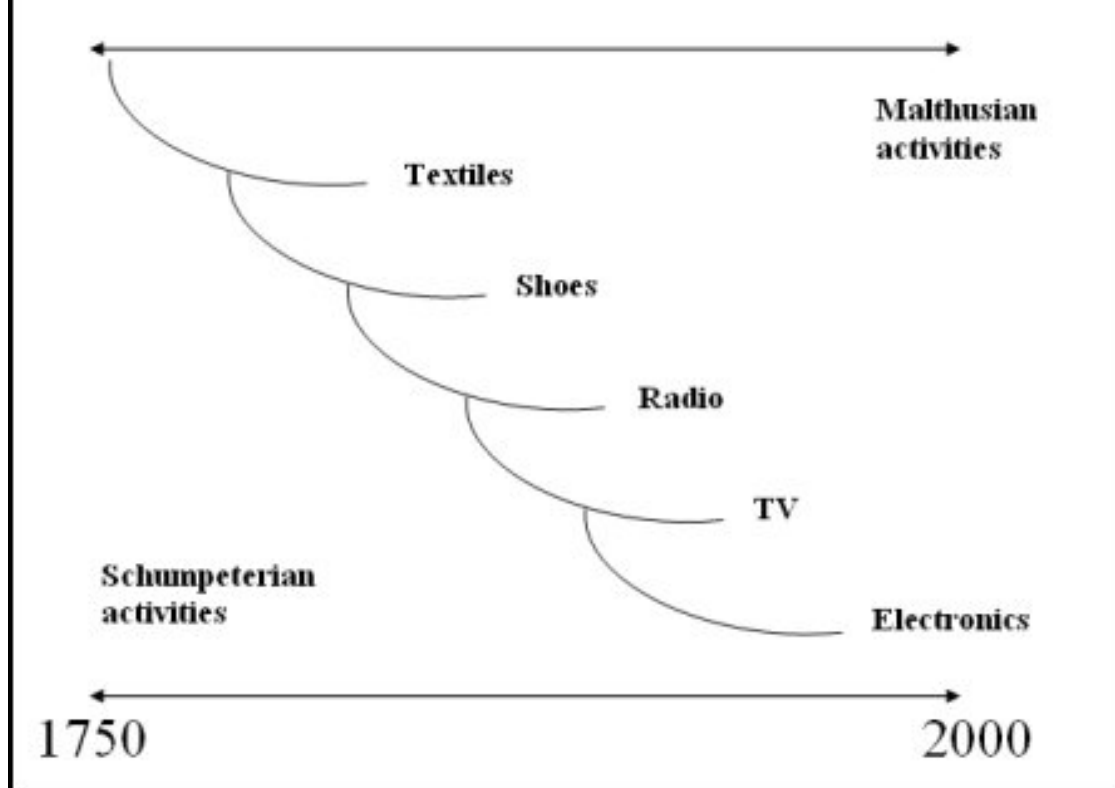 Malthusian
activities
Textiles
Shoes
Radio
TV
Schumpeterian
activities
Electronics
1750
2000